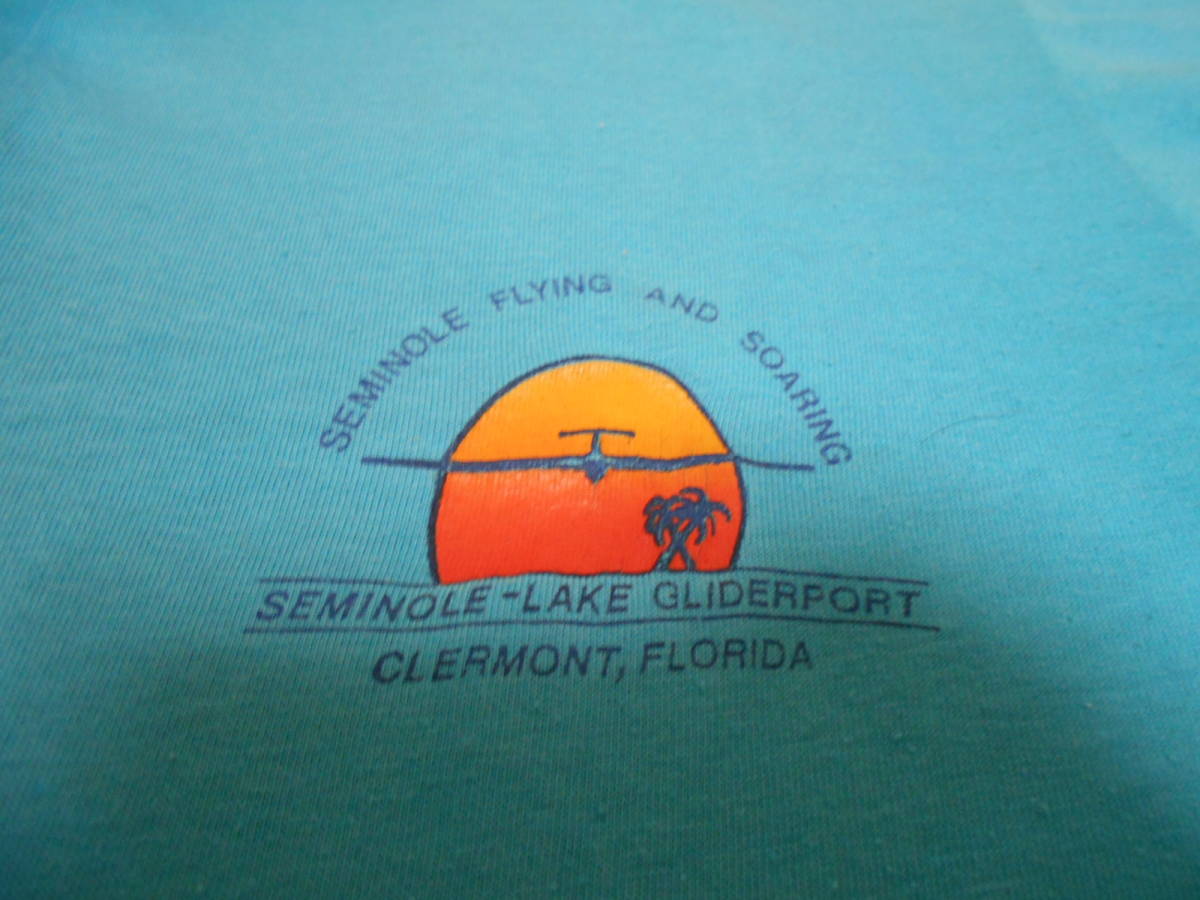 SEMINOLE FLYING AND SOARING
SEMINOLE-LAKE GLIDERPORT
CLERMONT, FLORIDA